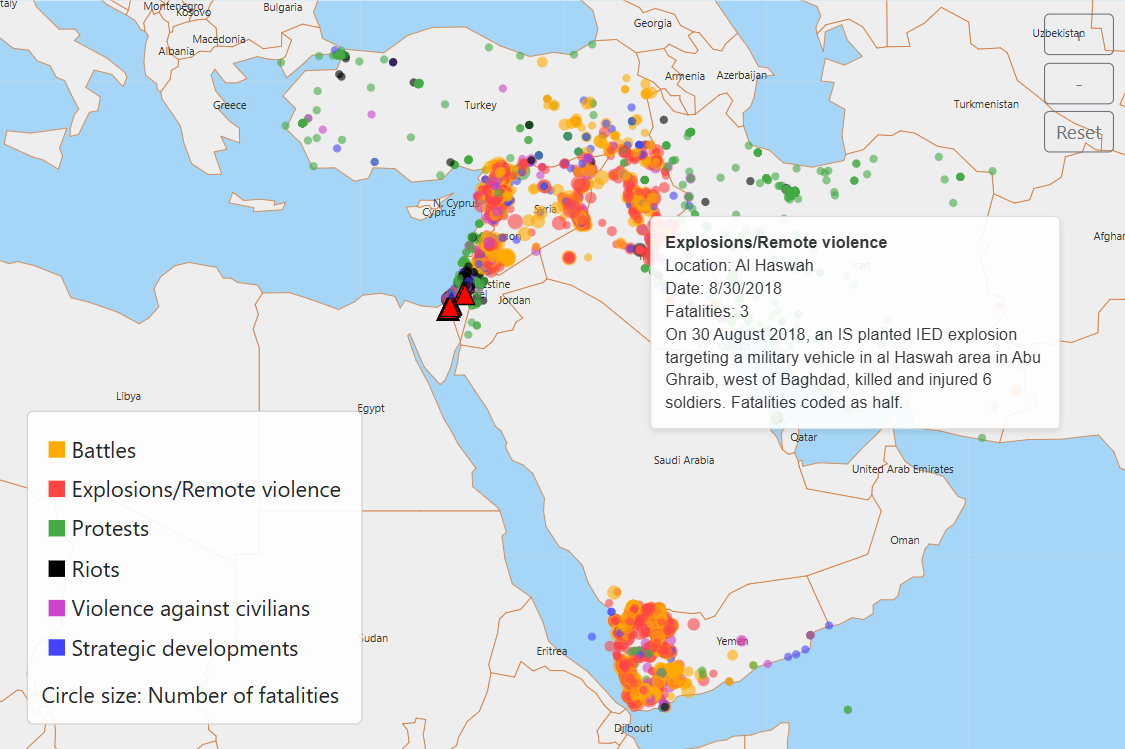 Montenegro
Bulgaria
Kosovo
Georgia
Uzbekistan
Macedonia
Albania
Armenia
Azerbaijan
-
Turkmenistan
Greece
Turkey
Reset
N. Cyprus
Syria
Cyprus
Iran
Jordan
Explosions/Remote violence
Location: Al Haswah
Date: 8/30/2018
Fatalities: 3
On 30 August 2018, an IS planted IED explosion
targeting a military vehicle in al Haswah area in Abu
Ghraib, west of Baghdad, killed and injured 6
soldiers. Fatalities coded as half.
Libya
Egypt
Qatar
Saudi Arabia
United Arab Emirates
Oman
Battles
Explosions/Remote violence
Protests
Riots
Violence against civilians
Strategic developments
Circle size: Number of fatalities
Eritrea
Yemen
Djibouti